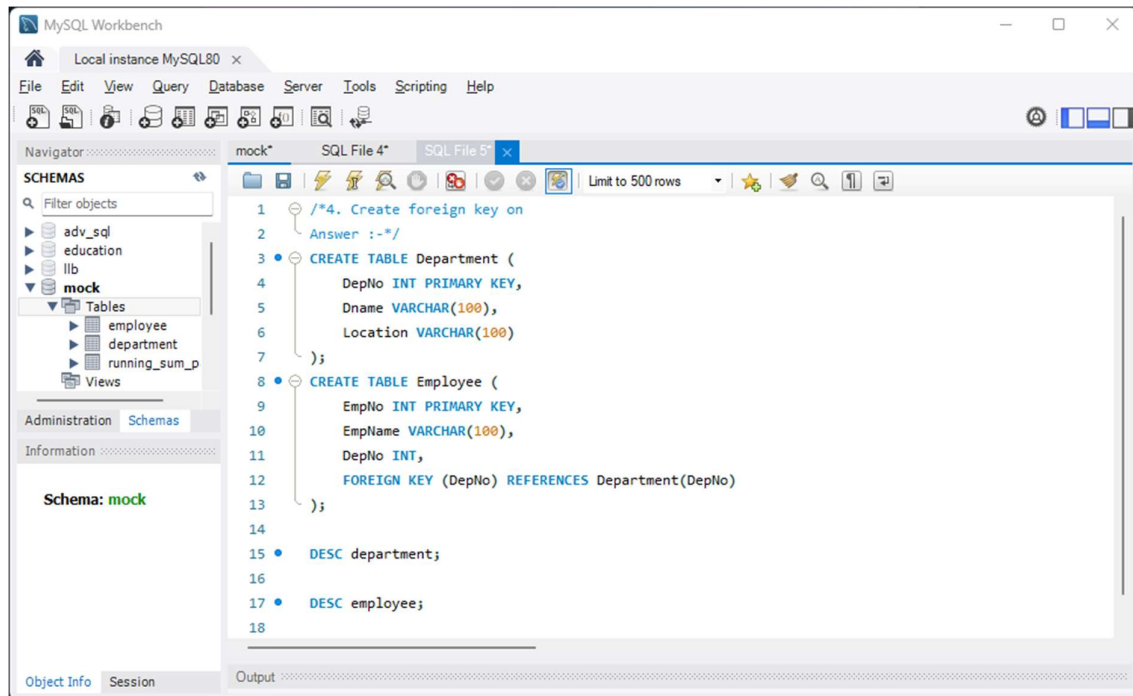 MySQL Workbench
Local instance MySQL80
File Edit View Query Database Server Tools Scripting Help
Navigator
mock* SQL File 4* SQL File 5*
SCHEMAS
Limit to 500 rows
Filter objects
adv_sql
education
llb
mock
Tables
employee
department
running_sum_p
Views
Administration Schemas
Information
Schema: mock
Object Info Session
1 /*4. Create foreign key on
2 Answer :-*/
3 CREATE TABLE Department (
4 DepNo INT PRIMARY KEY,
5 Dname VARCHAR(100),
6 Location VARCHAR(100)
7 );
8 CREATE TABLE Employee (
9 EmpNo INT PRIMARY KEY,
10 EmpName VARCHAR(100),
11 DepNo INT,
12 FOREIGN KEY (DepNo) REFERENCES Department(DepNo)
13 );
14
15 DESC department;
16
17 DESC employee;
18
Output